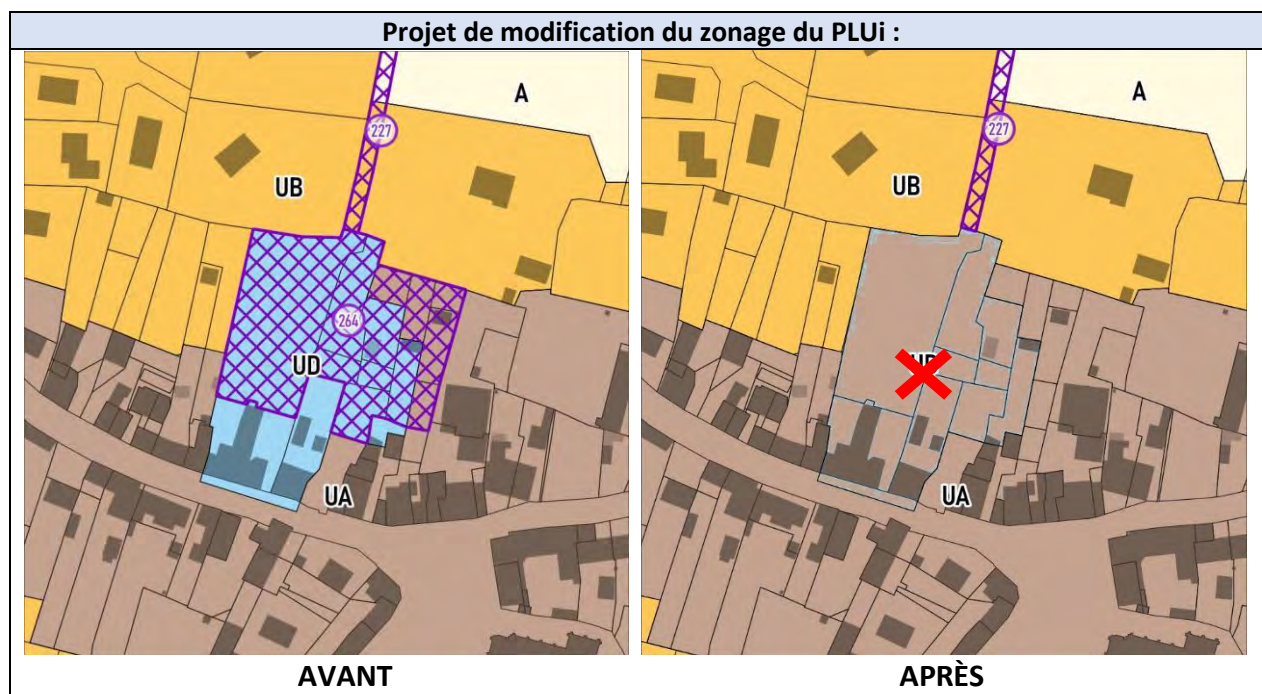 Projet de modification du zonage du PLUi :
A
227
UB
264
UD
UA
AVANT
A
227
UB
UA
APRÈS